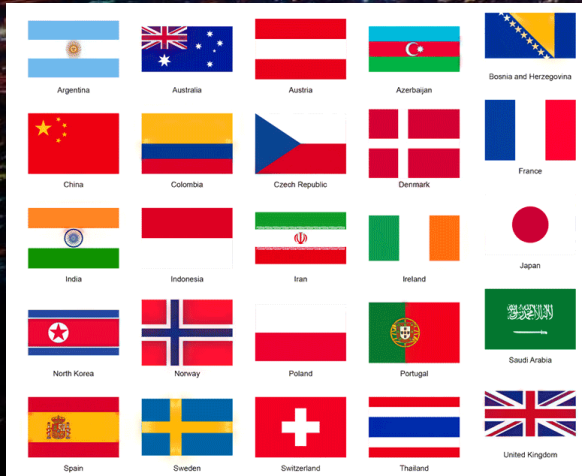 Argentina
Australia
Austria
Azerbaijan
Bosnia and Herzegovina
China
Colombia
Czech Republic
Denmark
France
India
Indonesia
Iran
Ireland
Japan
North Korea
Norway
Poland
Portugal
Saudi Arabia
Spain
Sweden
Switzerland
Thailand
United Kingdom